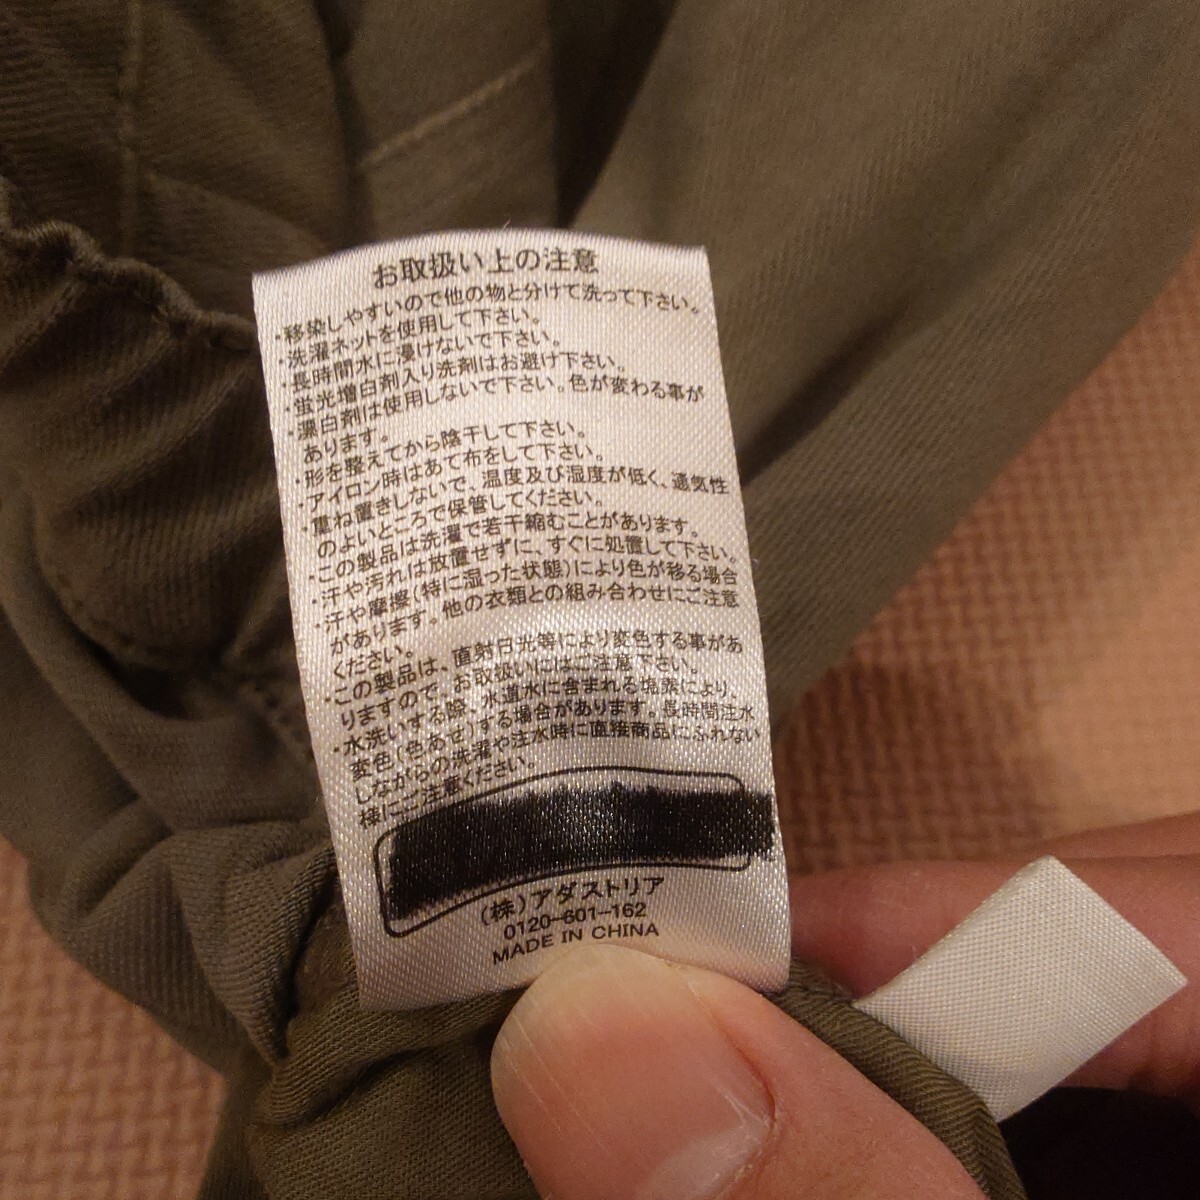 お取扱い上の注意
・移染しやすいので他の物と分けて洗って下さい。
・洗濯ネットを使用して下さい。
・長時間水に浸けないで下さい。
・蛍光増白剤入り洗剤はお避け下さい。
・漂白剤は使用しないで下さい。色が変わる事が
あります。
・形を整えてから陰干して下さい。
・アイロン時はあて布をして下さい。
・重ね置きしないで、温度及び湿度が低く、通気性
のよいところで保管してください。
・この製品は洗濯で若干縮むことがあります。
・汗や汚れは放置せずに、すぐに処置して下さい。
・汗や摩擦(特に湿った状態)により色が移る場合
があります。他の衣類との組み合わせにご注意
ください。
・この製品は、直射日光等により変色する事があ
りますので、お取扱いにはご注意下さい。
・水洗いする際、水道水に含まれる塩素により、
変色(色あせ)する場合があります。長時間注水
しながらの洗濯や注水時に直接商品にふれない
様にご注意ください。
(株)アダストリア
0120-601-162
MADE IN CHINA